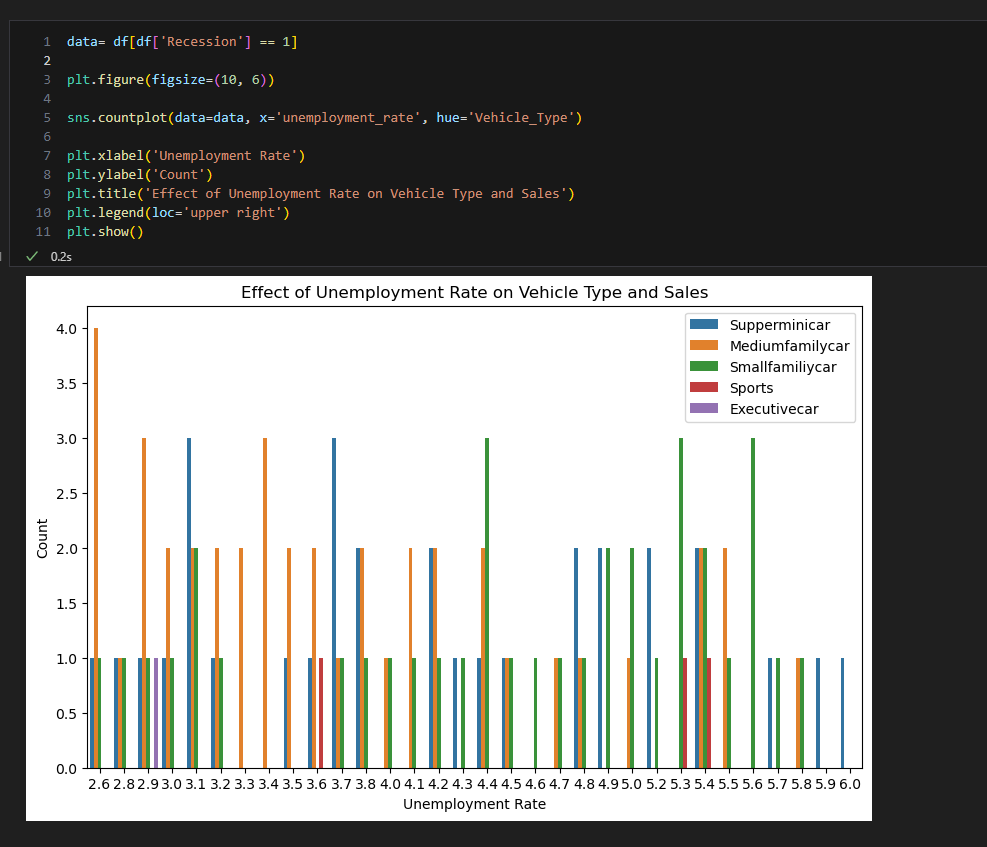 1 data= df[df['Recession'] == 1]
2
3 plt.figure(figsize=(10, 6))
4
5 sns.countplot(data=data, x='unemployment_rate', hue='Vehicle_Type')
6
7 plt.xlabel('Unemployment Rate')
8 plt.ylabel('Count')
9 plt.title('Effect of Unemployment Rate on Vehicle Type and Sales')
10 plt.legend(loc='upper right')
11 plt.show()
0.2s
Effect of Unemployment Rate on Vehicle Type and Sales
Supperminicar
Mediumfamilycar
Smallfamiliycar
Sports
Executivecar
4.0
3.5
3.0
2.5
2.0
1.5
1.0
0.5
0.0
Count
2.6 2.8 2.9 3.0 3.1 3.2 3.3 3.4 3.5 3.6 3.7 3.8 4.0 4.1 4.2 4.3 4.4 4.5 4.6 4.7 4.8 4.9 5.0 5.2 5.3 5.4 5.5 5.6 5.7 5.8 5.9 6.0
Unemployment Rate